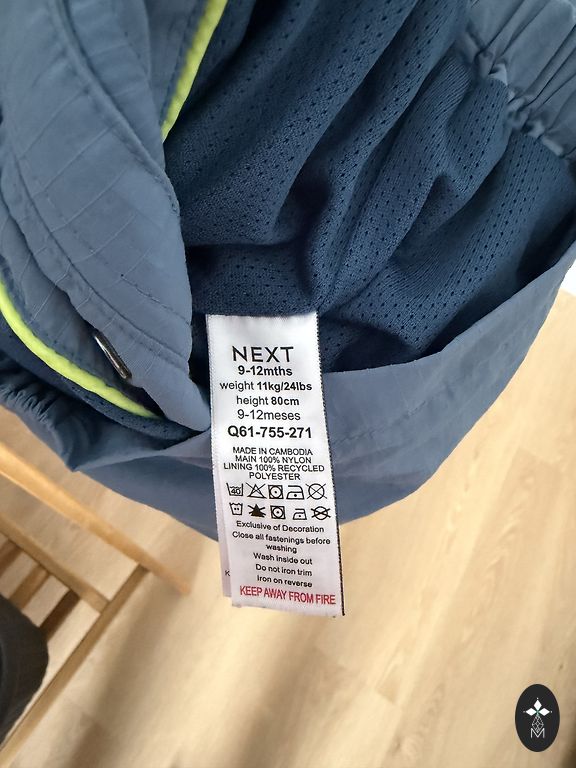 NEXT
9-12mths
weight 11kg/24lbs
height 80cm
9-12meses
Q61-755-271
MADE IN CAMBODIA
MAIN 100% NYLON
LINING 100% RECYCLED
POLYESTER
40
Exclusive of Decoration
Close all fastenings before
washing
Wash inside out
Do not iron trim
Iron on reverse
K
KEEP AWAY FROM FIRE
M